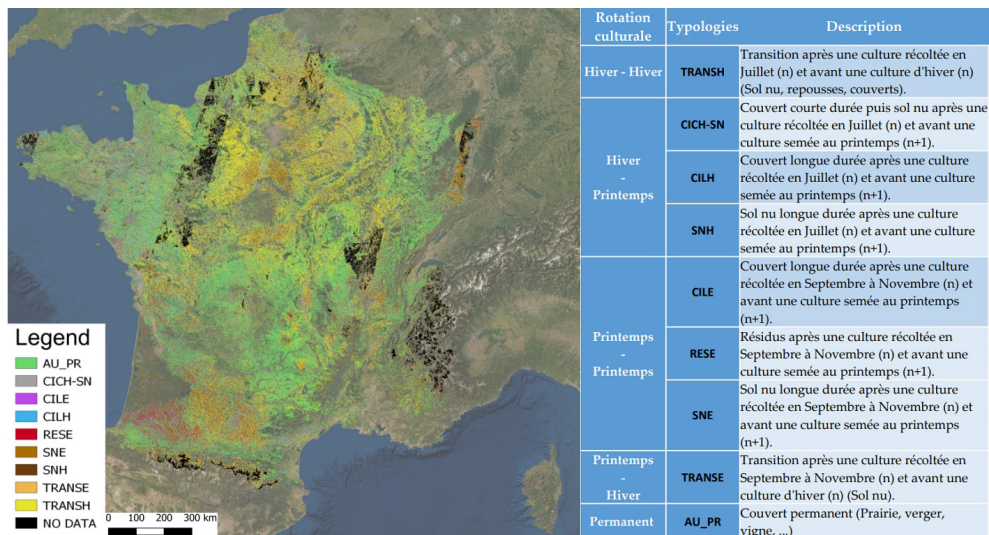 Legend
AU_PR
CICH-SN
CILE
CILH
RESE
SNE
SNH
TRANSE
TRANSH
NO DATA
0 100 200 300 km
Rotation
culturale
Typologies
Description
Hiver - Hiver
TRANSH
Transition après une culture récoltée en
Juillet (n) et avant une culture d'hiver (n)
(Sol nu, repousses, couverts).
Hiver
-
Printemps
CICH-SN
Couvert courte durée puis sol nu après une
culture récoltée en Juillet (n) et avant une
culture semée au printemps (n+1).
CILH
Couvert longue durée après une culture
récoltée en Juillet (n) et avant une culture
semée au printemps (n+1).
SNH
Sol nu longue durée après une culture
récoltée en Juillet (n) et avant une culture
semée au printemps (n+1).
Printemps
-
Printemps
CILE
Couvert longue durée après une culture
récoltée en Septembre à Novembre (n) et
avant une culture semée au printemps
(n+1).
RESE
Résidus après une culture récoltée en
Septembre à Novembre (n) et avant une
culture semée au printemps (n+1).
SNE
Sol nu longue durée après une culture
récoltée en Septembre à Novembre (n) et
avant une culture semée au printemps
(n+1).
Printemps
-
Hiver
TRANSE
Transition après une culture récoltée en
Septembre à Novembre (n) et avant une
culture d'hiver (n) (Sol nu).
Permanent
AU_PR
Couvert permanent (Prairie, verger,
vigne, ...)